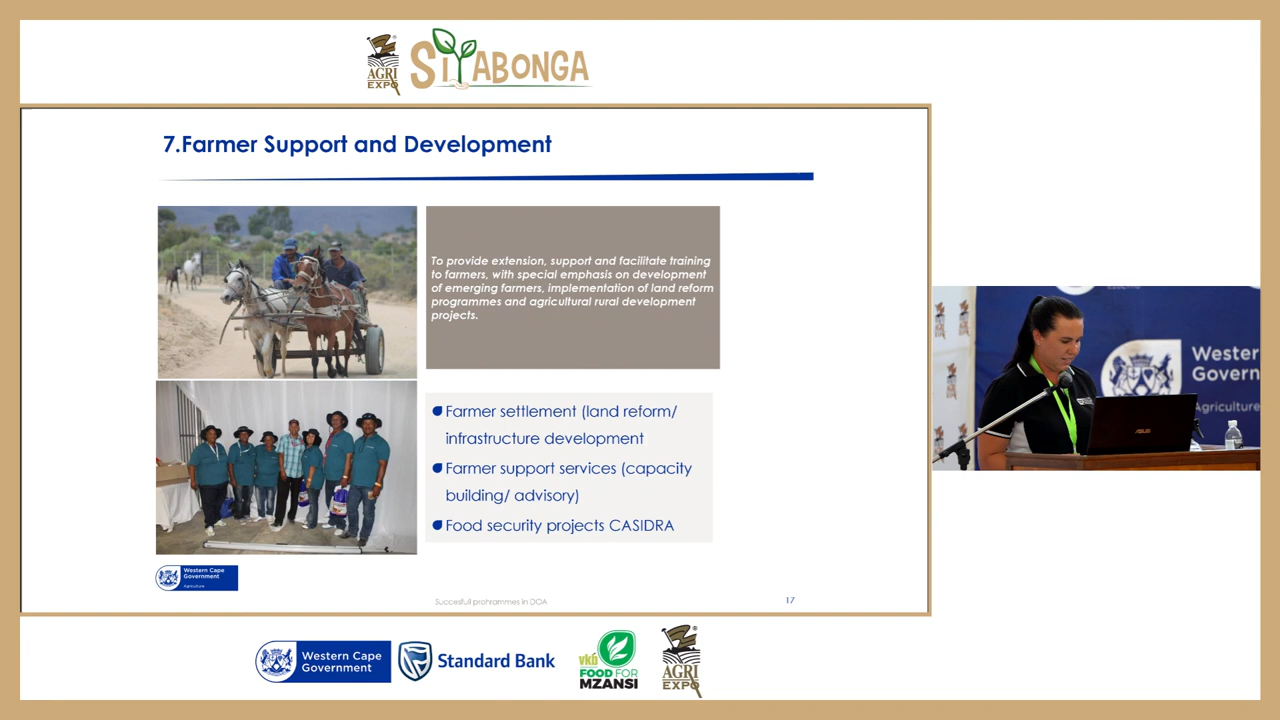 AGRI
EXPO
SIYABONGA
7.Farmer Support and Development
To provide extension, support and facilitate training
to farmers, with special emphasis on development
of emerging farmers, implementation of land reform
programmes and agricultural rural development
projects.
Farmer settlement (land reform/
infrastructure development
Farmer support services (capacity
building/ advisory)
Food security projects CASIDRA
Western Cape
Government
Agriculture
Succesfull prohrammes in DOA
17
Wester
Govern
Agriculture
ASUS
Western Cape
Government
Standard Bank
vkb
FOOD FOR
MZANSI
AGRI
EXPO